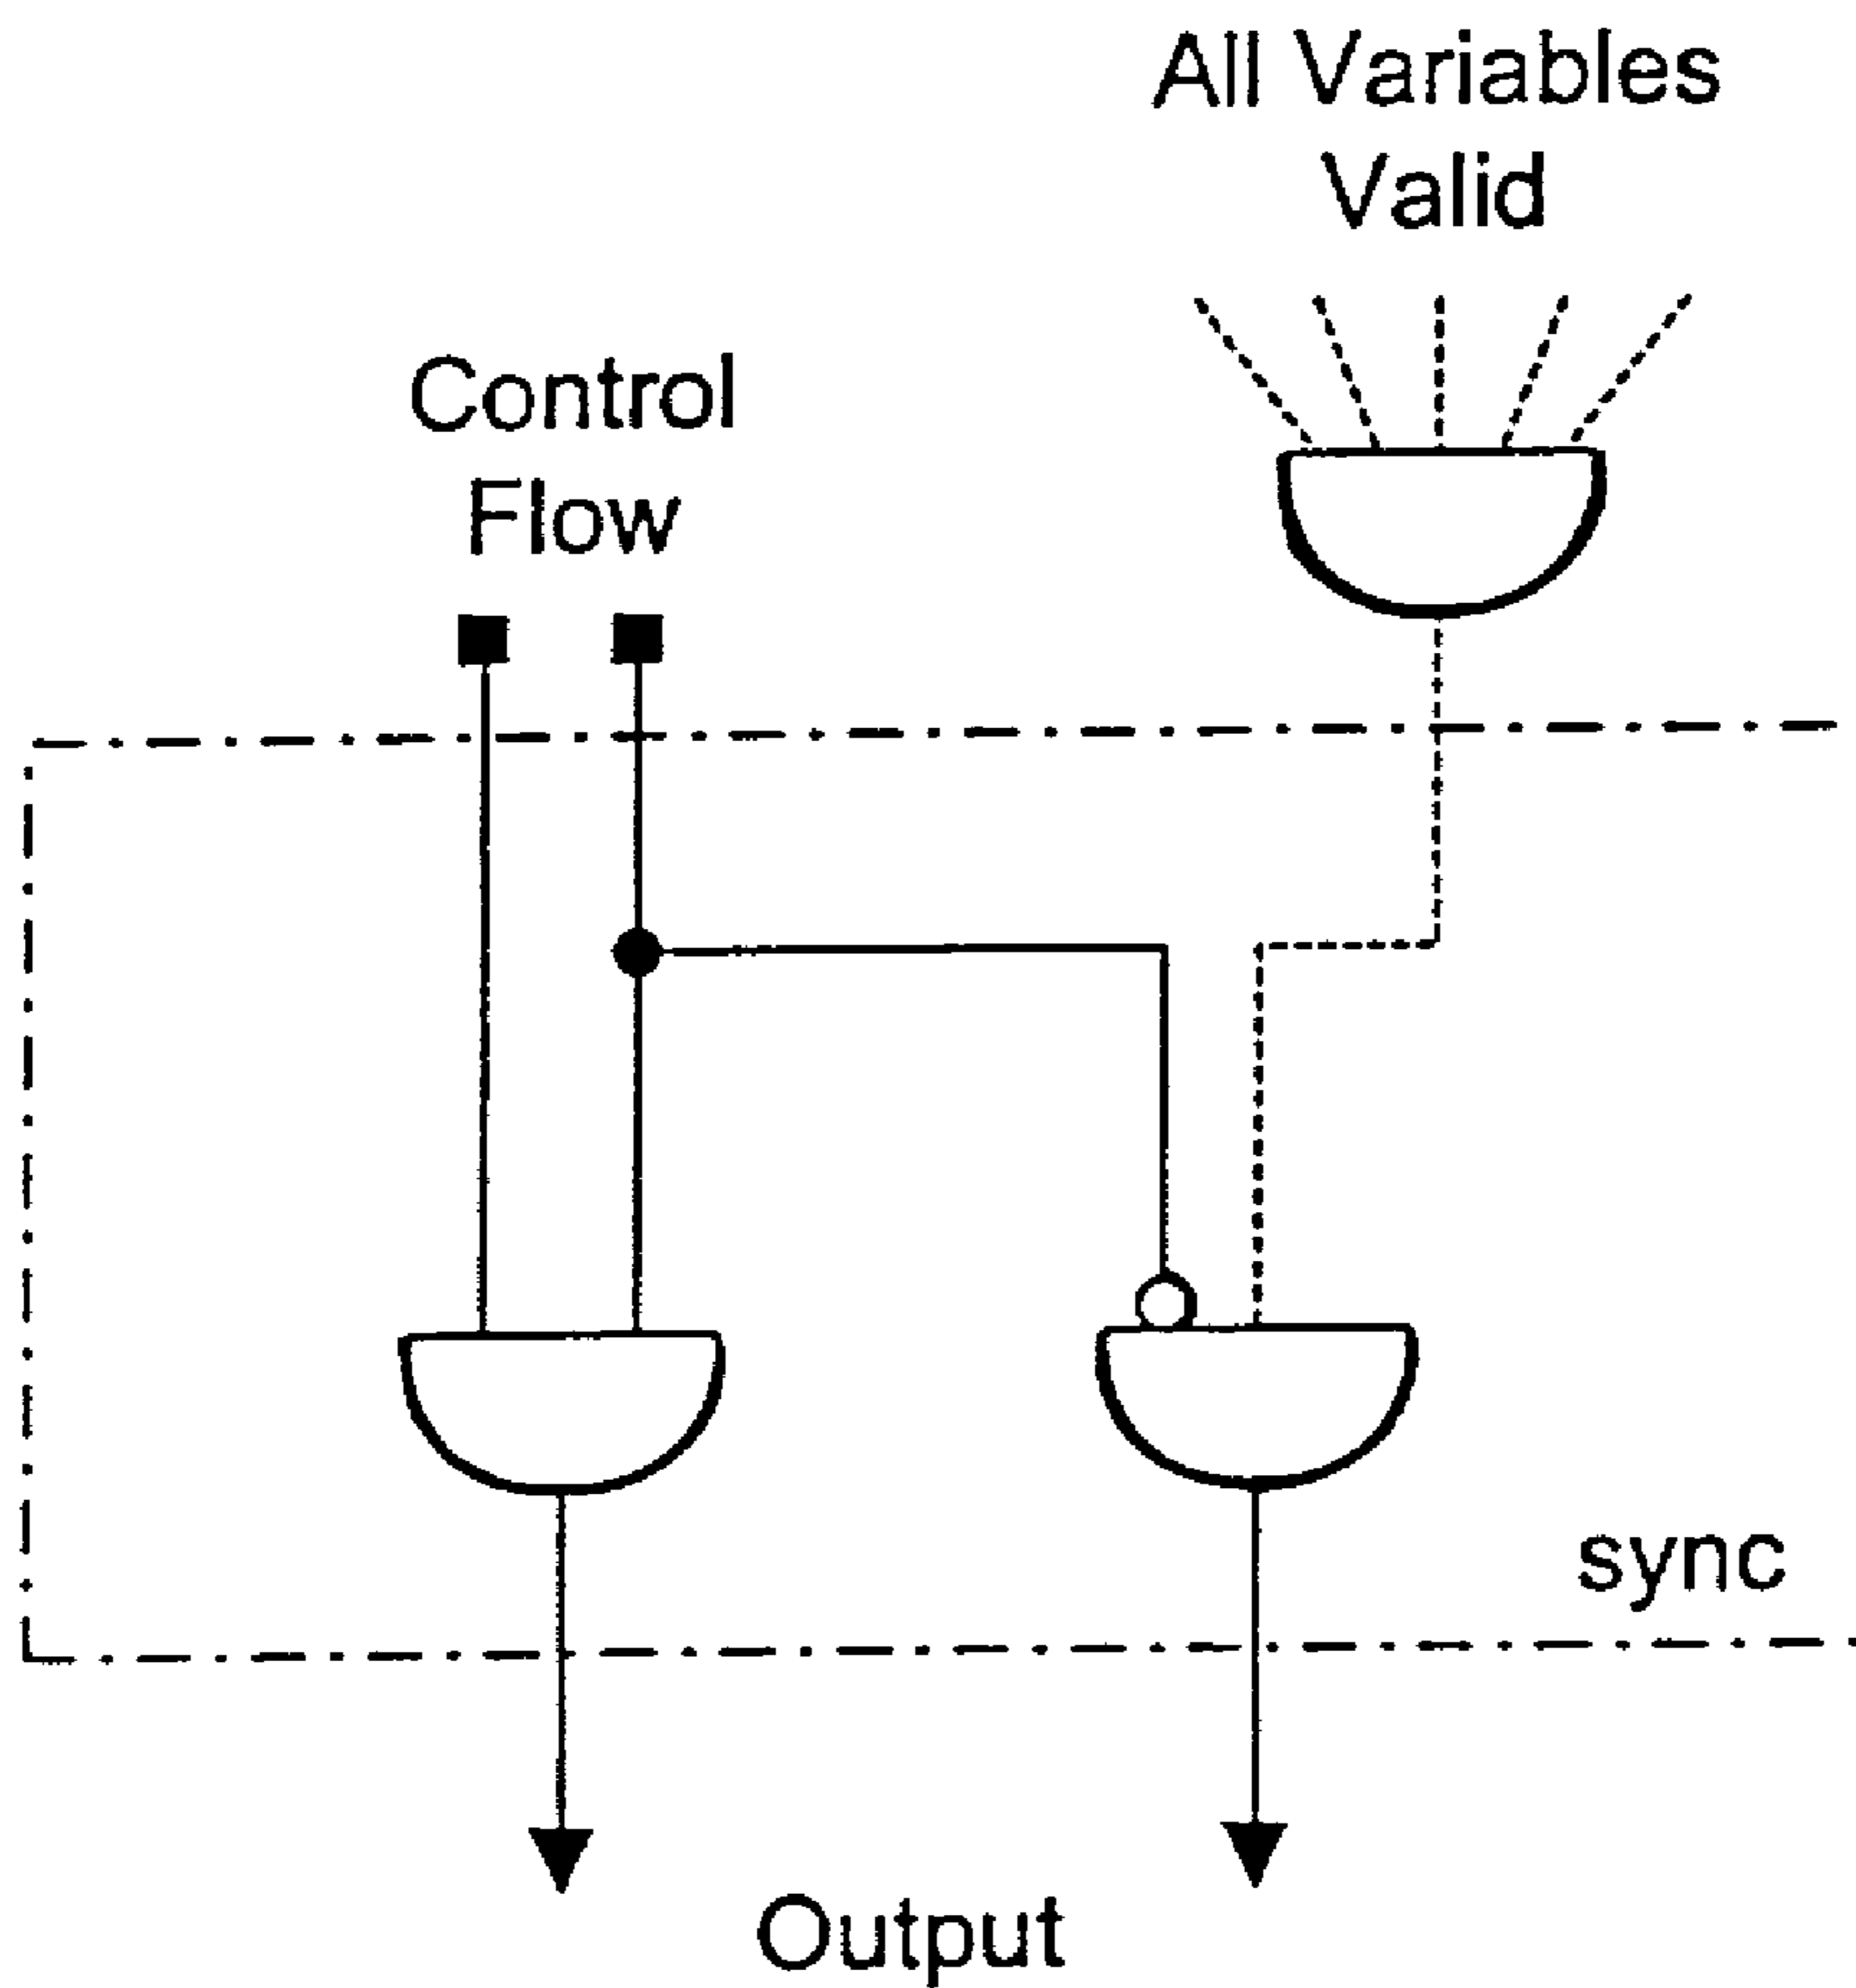 All Variables
Valid
Control
Flow
sync
Output